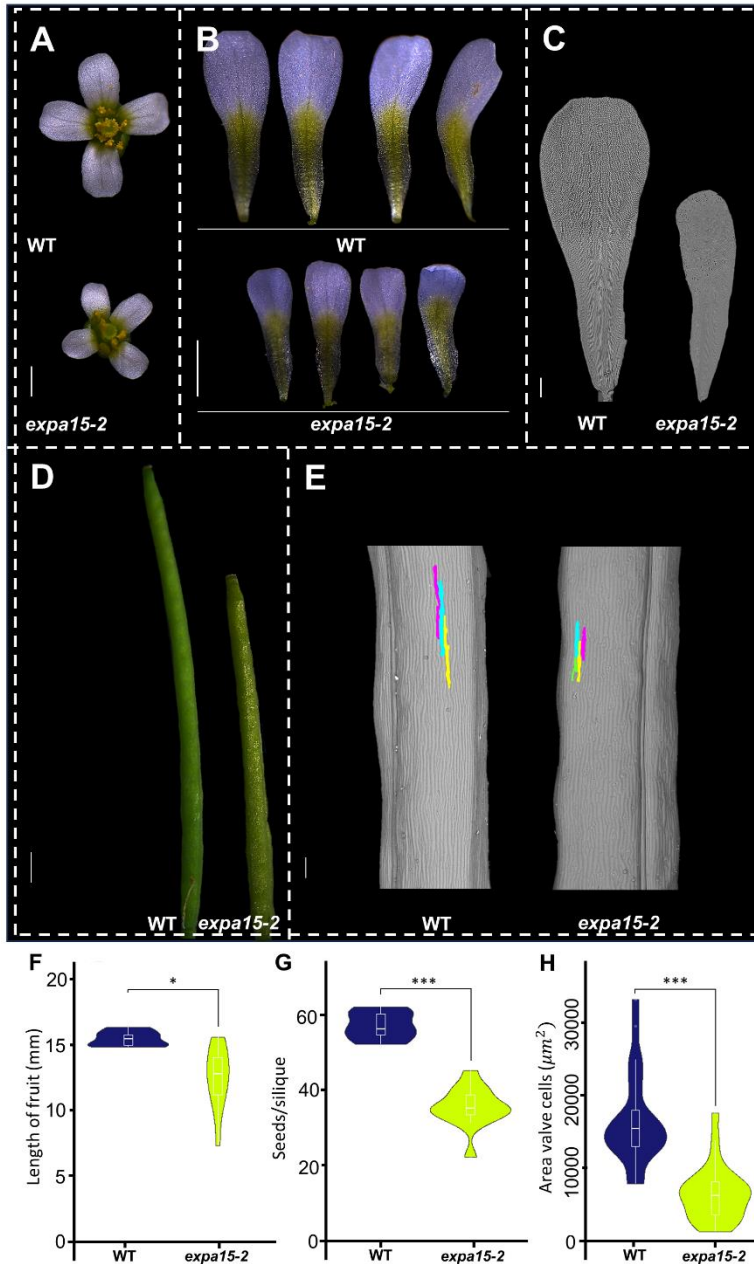 A
WT
expa15-2
B
WT
expa15-2
C
WT expa15-2
D
WT expa15-2
E
WT expa15-2
F
Length of fruit (mm)
20
15
10
5
0
*
WT expa15-2
G
Seeds/silique
60
40
20
0
***
WT expa15-2
H
Area valve cells (μm²)
30000
20000
10000
0
***
WT expa15-2